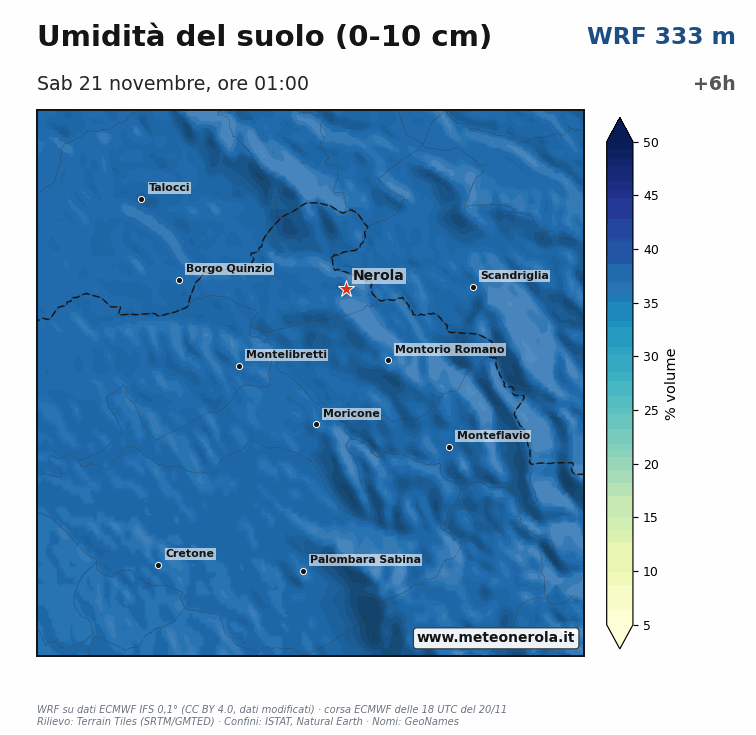 Umidità del suolo (0-10 cm)
WRF 333 m
Sab 21 novembre, ore 01:00
+6h
Talocci
Borgo Quinzio
Nerola
Scandriglia
Montelibretti
Montorio Romano
Moricone
Monteflavio
Cretone
Palombara Sabina
www.meteonerola.it
50
45
40
35
30
25
20
15
10
5
% volume
WRF su dati ECMWF IFS 0,1° (CC BY 4.0, dati modificati) · corsa ECMWF delle 18 UTC del 20/11
Rilievo: Terrain Tiles (SRTM/GMTED) · Confini: ISTAT, Natural Earth · Nomi: GeoNames